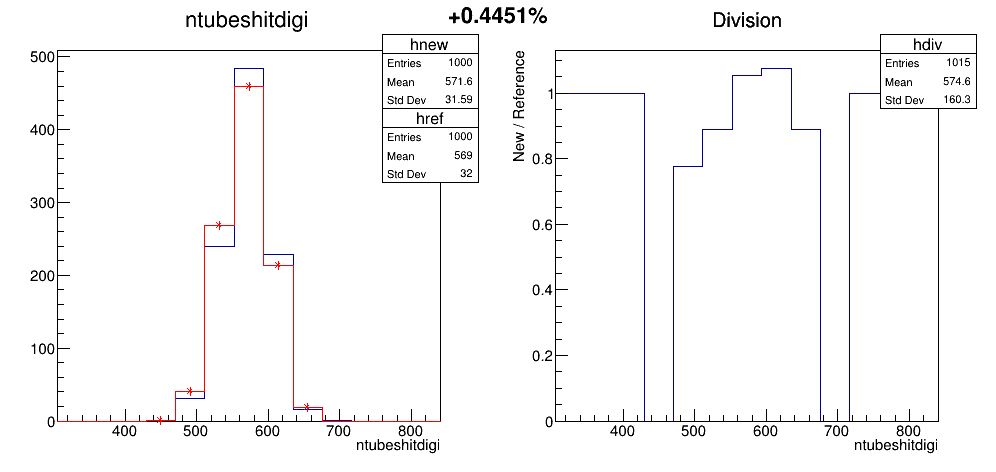 +0.4451%
ntubeshitdigi
hnew
Entries 1000
Mean 571.6
Std Dev 31.59
href
Entries 1000
Mean 569
Std Dev 32
500
400
300
200
100
0
400 500 600 700 800
ntubeshitdigi
Division
hdiv
Entries 1015
Mean 574.6
Std Dev 160.3
New / Reference
1
0.8
0.6
0.4
0.2
0
400 500 600 700 800
ntubeshitdigi